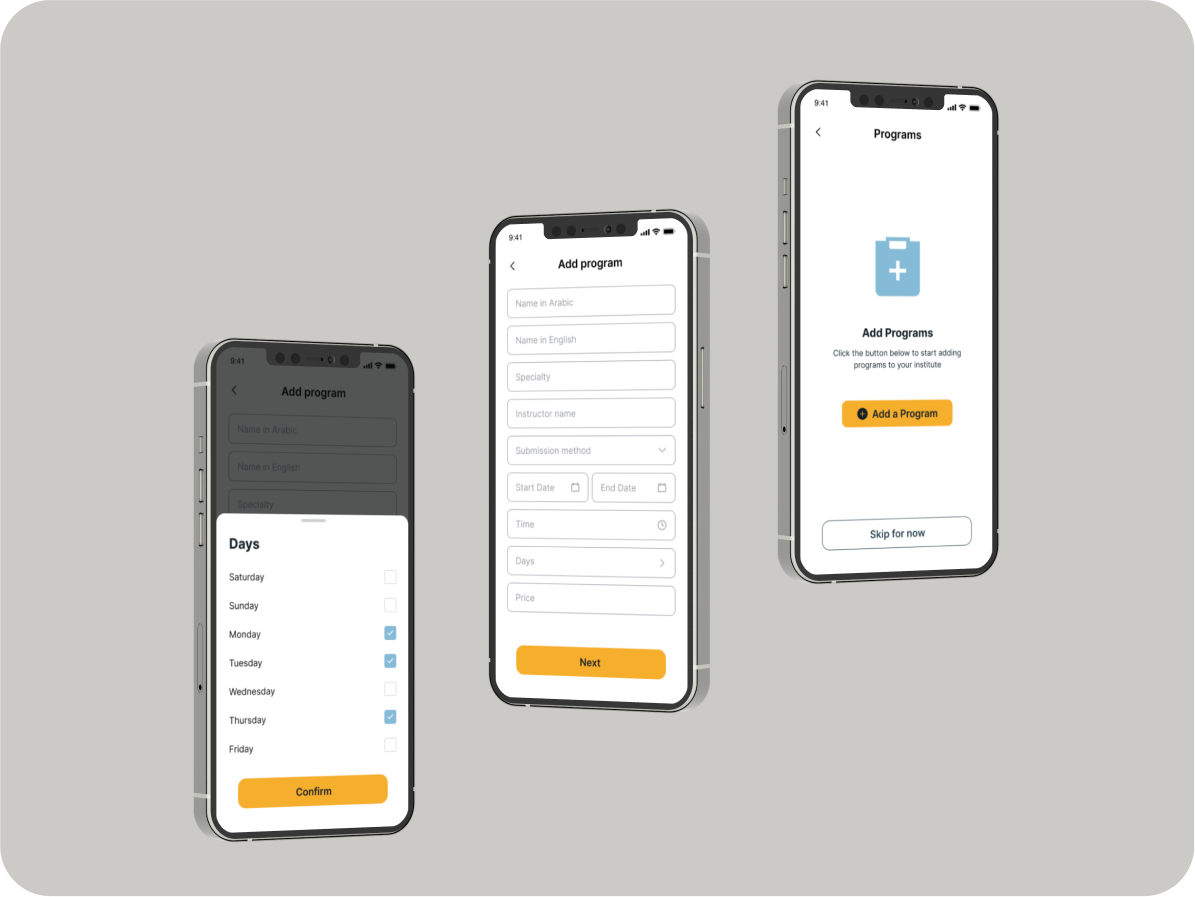 9:41
Add program
Name in Arabic
Name in English
Specialty
Days
Saturday
Sunday
Monday
Tuesday
Wednesday
Thursday
Friday
Confirm
9:41
Add program
Name in Arabic
Name in English
Specialty
Instructor name
Submission method
Start Date End Date
Time
Days
Price
Next
9:41
Programs
Add Programs
Click the button below to start adding
programs to your institute
Add a Program
Skip for now